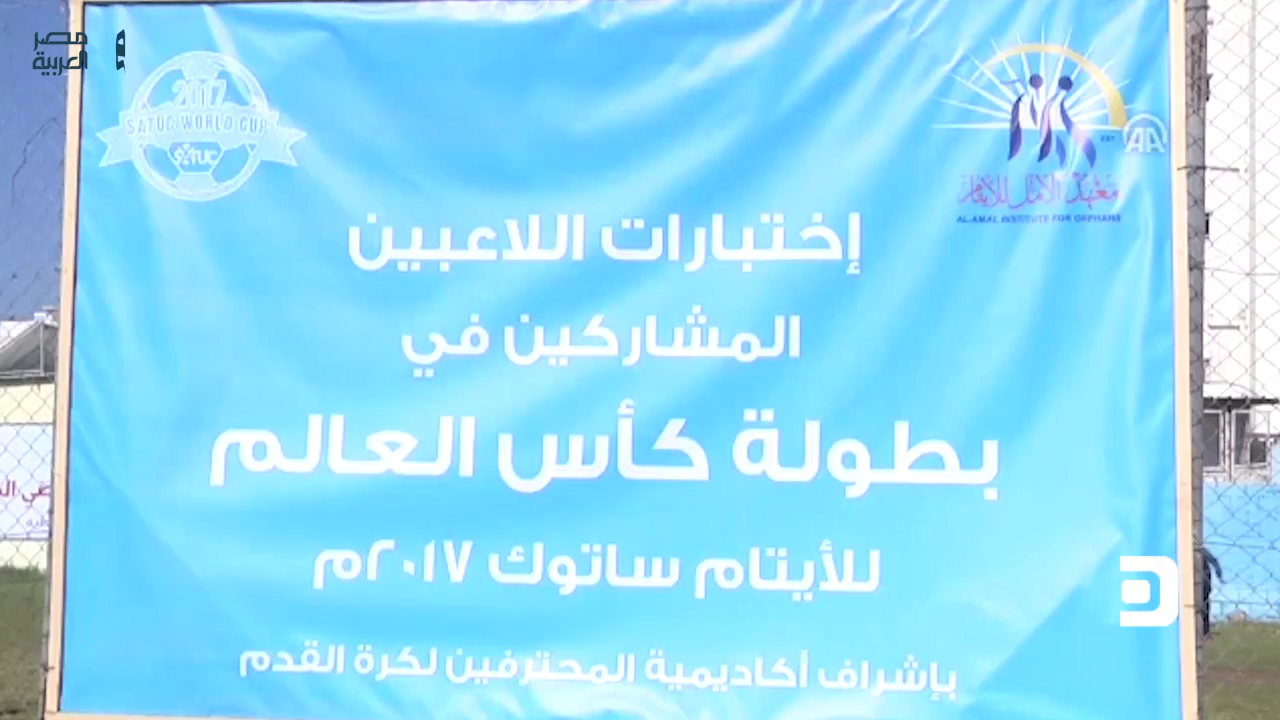 مصر
العربية
2017
SATUC WORLD CUP
SATUC
معهد الأمل للأيتام
EST
AL-AMAL INSTITUTE FOR ORPHANS
AA
إختبارات اللاعبين
المشاركين في
بطولة كأس العالم
للأيتام ساتوك ٢٠١٧م
بإشراف أكاديمية المحترفين لكرة القدم